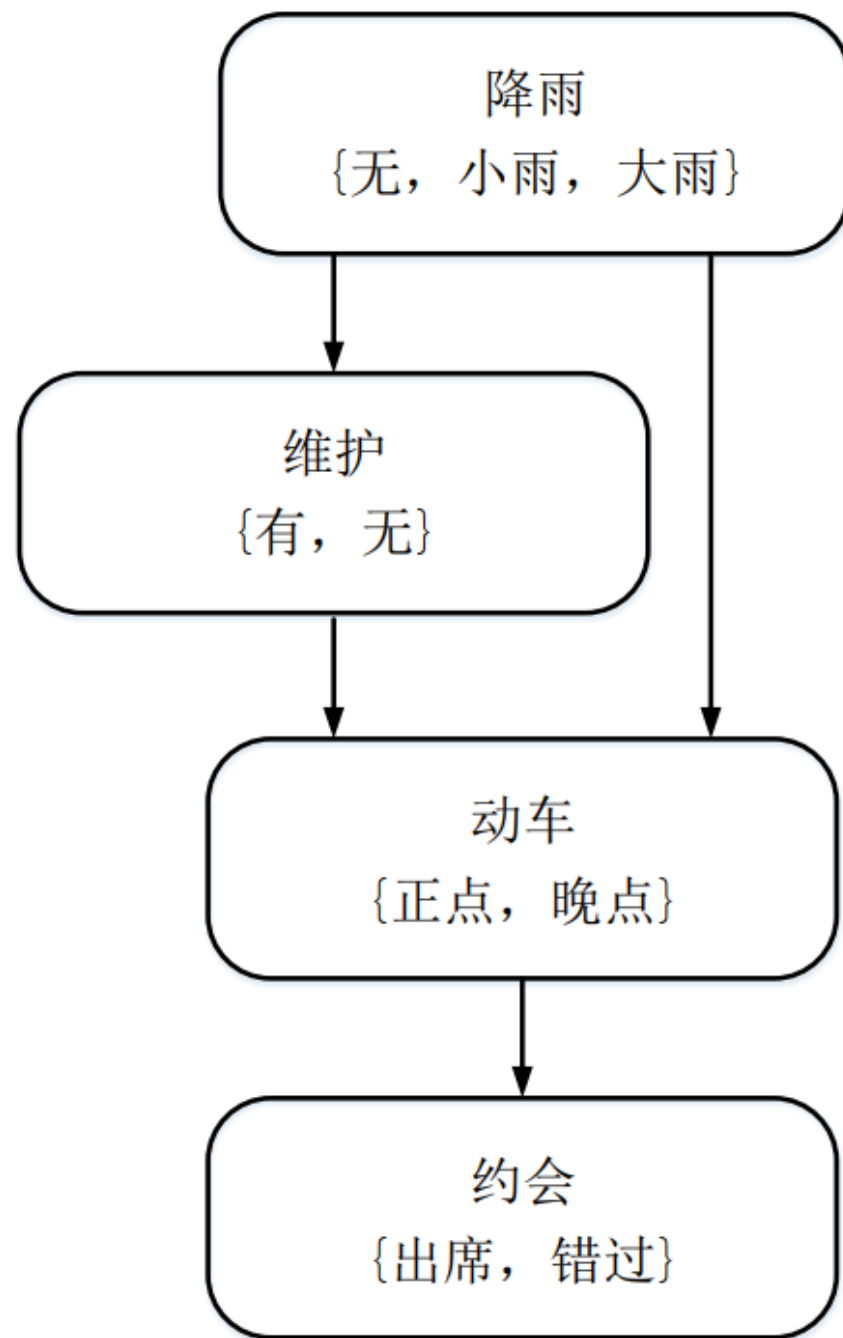 降雨
{无，小雨，大雨}
维护
{有，无}
动车
{正点，晚点}
约会
{出席，错过}